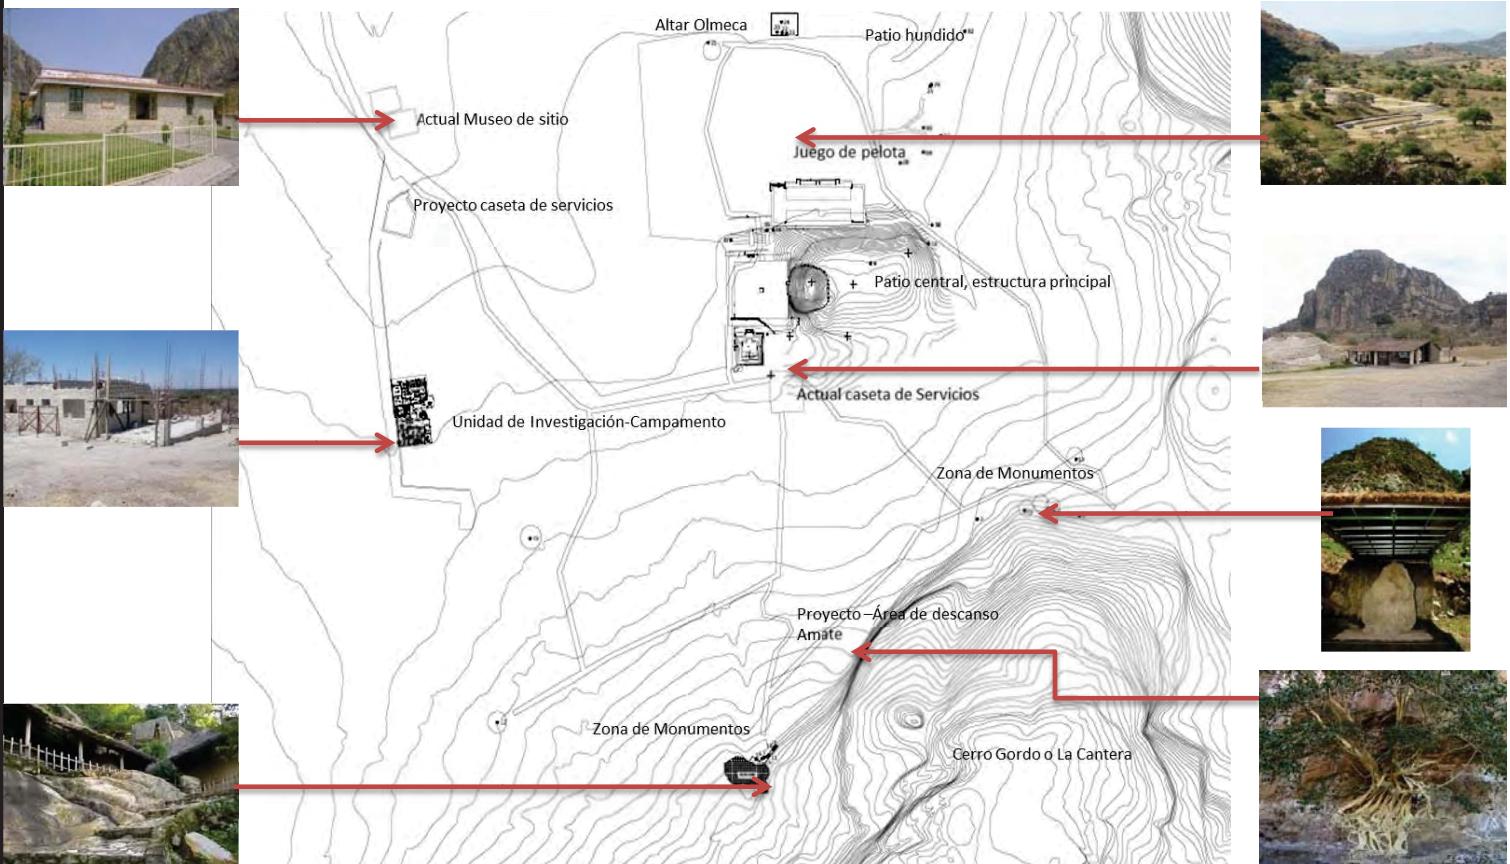 Altar Olmeca
Patio hundido
Actual Museo de sitio
Juego de pelota
Proyecto caseta de servicios
Patio central, estructura principal
Actual caseta de Servicios
Unidad de Investigación-Campamento
Zona de Monumentos
Proyecto –Área de descanso
Amate
Zona de Monumentos
Cerro Gordo o La Cantera